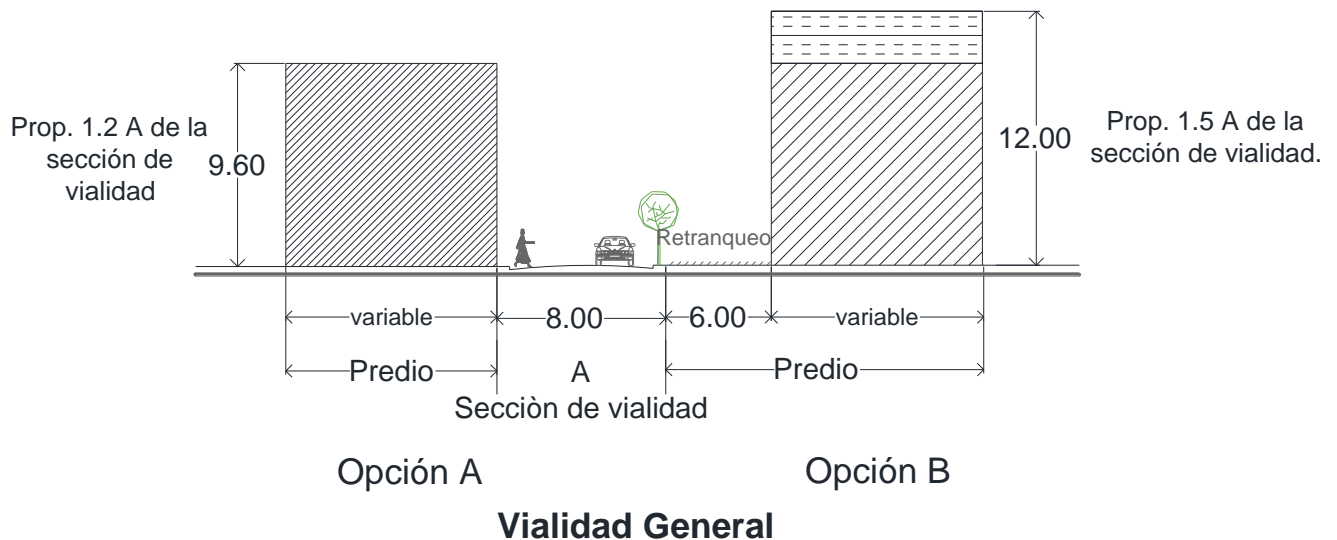 Prop. 1.2 A de la
sección de
vialidad
9.60
12.00
Prop. 1.5 A de la
sección de vialidad.
Retranqueo
variable
8.00
6.00
variable
Predio
A
Predio
Secciòn de vialidad
Opción A
Opción B
Vialidad General